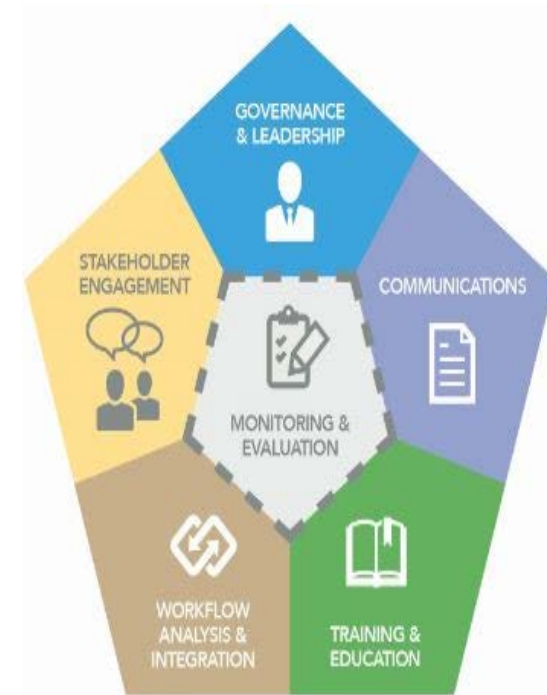 GOVERNANCE
& LEADERSHIP
STAKEHOLDER
ENGAGEMENT
COMMUNICATIONS
MONITORING &
EVALUATION
WORKFLOW
ANALYSIS &
INTEGRATION
TRAINING &
EDUCATION